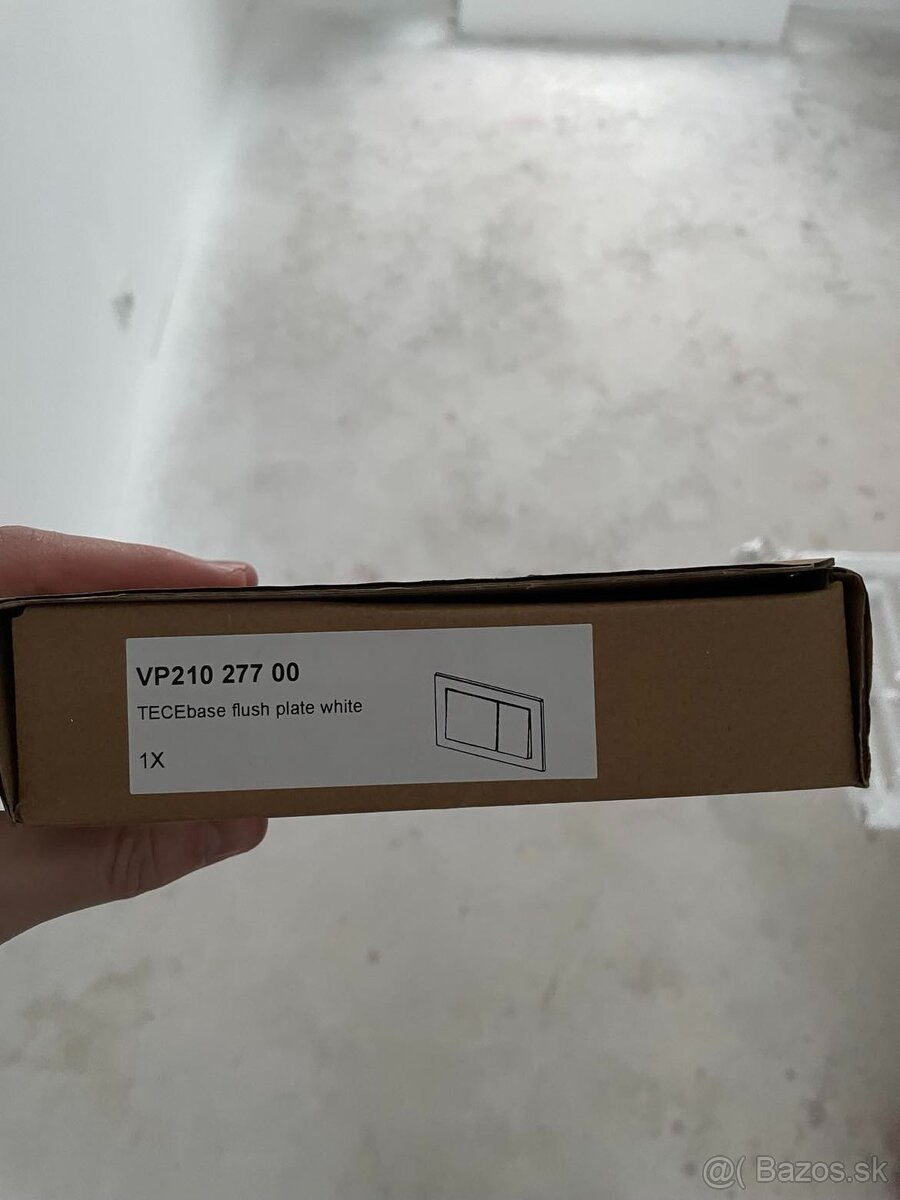 VP210 277 00
TECEbase flush plate white
1X
@( Bazos.sk